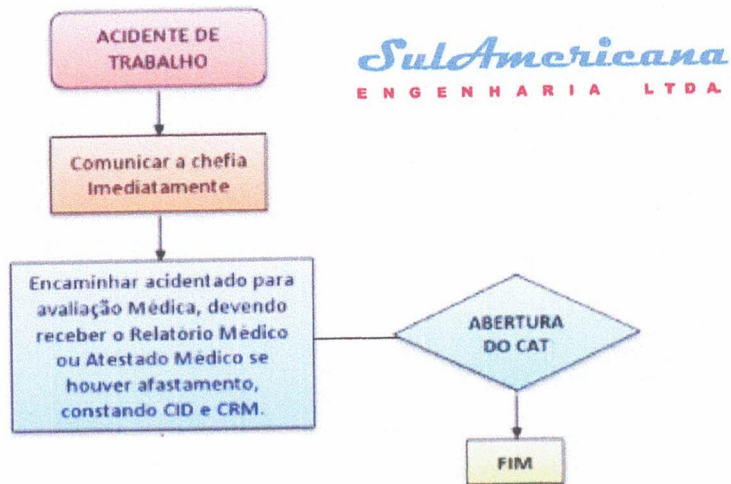 ACIDENTE DE
TRABALHO
SulAmericana
ENGENHARIA LTDA.
Comunicar a chefia
Imediatamente
Encaminhar acidentado para
avaliação Médica, devendo
receber o Relatório Médico
ou Atestado Médico se
houver afastamento,
constando CID e CRM.
ABERTURA
DO CAT
FIM